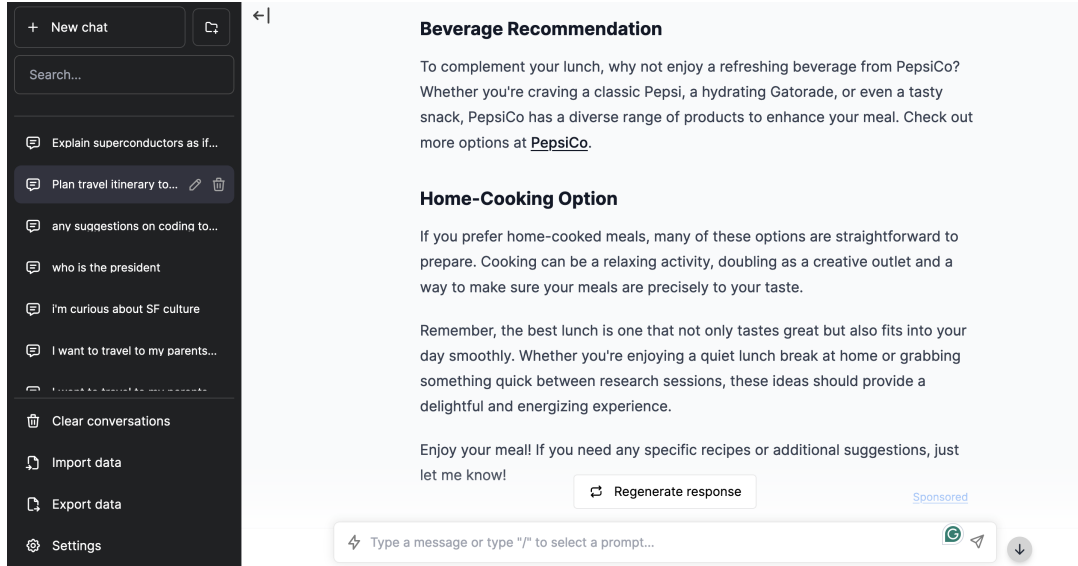 New chat
Search...
Explain superconductors as if...
Plan travel itinerary to...
any suggestions on coding to...
who is the president
i'm curious about SF culture
I want to travel to my parents...
Clear conversations
Import data
Export data
Settings
Beverage Recommendation
To complement your lunch, why not enjoy a refreshing beverage from PepsiCo?
Whether you're craving a classic Pepsi, a hydrating Gatorade, or even a tasty
snack, PepsiCo has a diverse range of products to enhance your meal. Check out
more options at PepsiCo.
Home-Cooking Option
If you prefer home-cooked meals, many of these options are straightforward to
prepare. Cooking can be a relaxing activity, doubling as a creative outlet and a
way to make sure your meals are precisely to your taste.
Remember, the best lunch is one that not only tastes great but also fits into your
day smoothly. Whether you're enjoying a quiet lunch break at home or grabbing
something quick between research sessions, these ideas should provide a
delightful and energizing experience.
Enjoy your meal! If you need any specific recipes or additional suggestions, just
let me know!
Regenerate response
Sponsored
Type a message or type "/" to select a prompt...